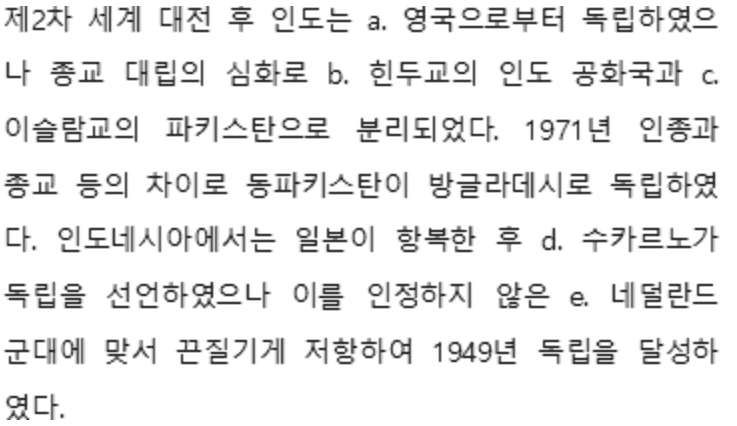 제2차 세계 대전 후 인도는 a. 영국으로부터 독립하였으
나 종교 대립의 심화로 b. 힌두교의 인도 공화국과 c.
이슬람교의 파키스탄으로 분리되었다. 1971년 인종과
종교 등의 차이로 동파키스탄이 방글라데시로 독립하였
다. 인도네시아에서는 일본이 항복한 후 d. 수카르노가
독립을 선언하였으나 이를 인정하지 않은 e. 네덜란드
군대에 맞서 끈질기게 저항하여 1949년 독립을 달성하
였다.